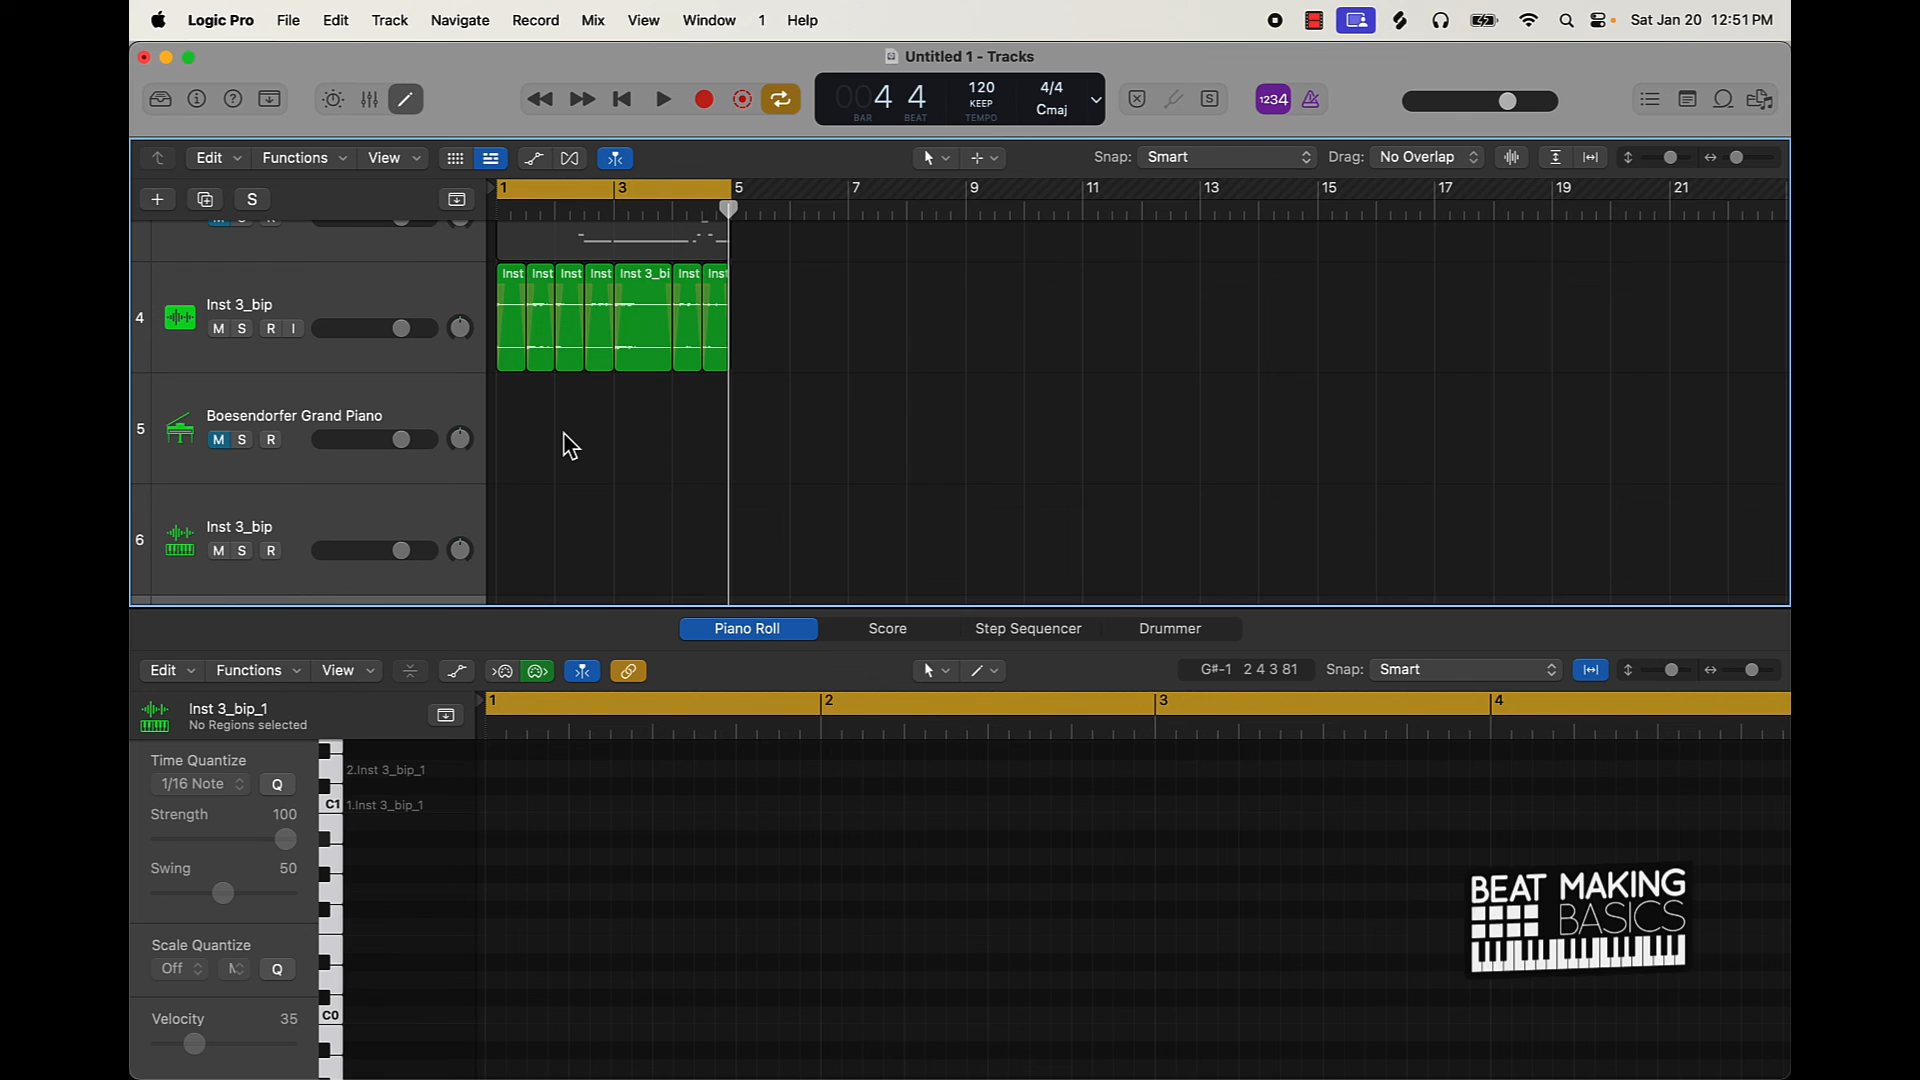 Logic Pro File Edit Track Navigate Record Mix View Window 1 Help Sat Jan 20 12:51 PM
Untitled 1 - Tracks
004 4 120 4/4
KEEP Cmaj
BAR BEAT TEMPO
1234
S
Edit Functions View Snap: Smart Drag: No Overlap
S 1 3 5 7 9 11 13 15 17 19 21
Inst Inst Inst Inst Inst 3_bi Inst Inst
4 Inst 3_bip
M S R I
5 Boesendorfer Grand Piano
M S R
6 Inst 3_bip
M S R
Piano Roll Score Step Sequencer Drummer
Edit Functions View G#-1 2 4 3 81 Snap: Smart
Inst 3_bip_1 1 2 3 4
No Regions selected
Time Quantize
1/16 Note Q
2.Inst 3_bip_1
C1 1.Inst 3_bip_1
Strength 100
Swing 50
Scale Quantize
Off Q
C0
Velocity 35
BEAT MAKING
BASICS